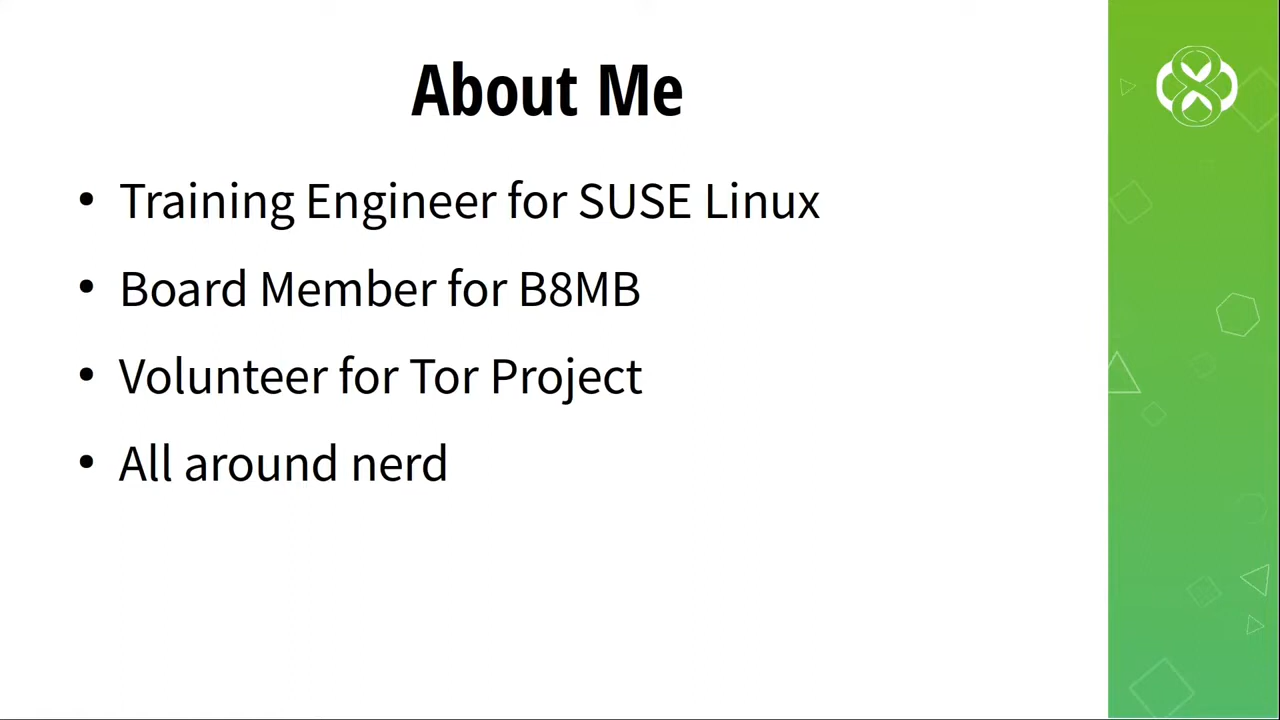 About Me
• Training Engineer for SUSE Linux
• Board Member for B8MB
• Volunteer for Tor Project
• All around nerd